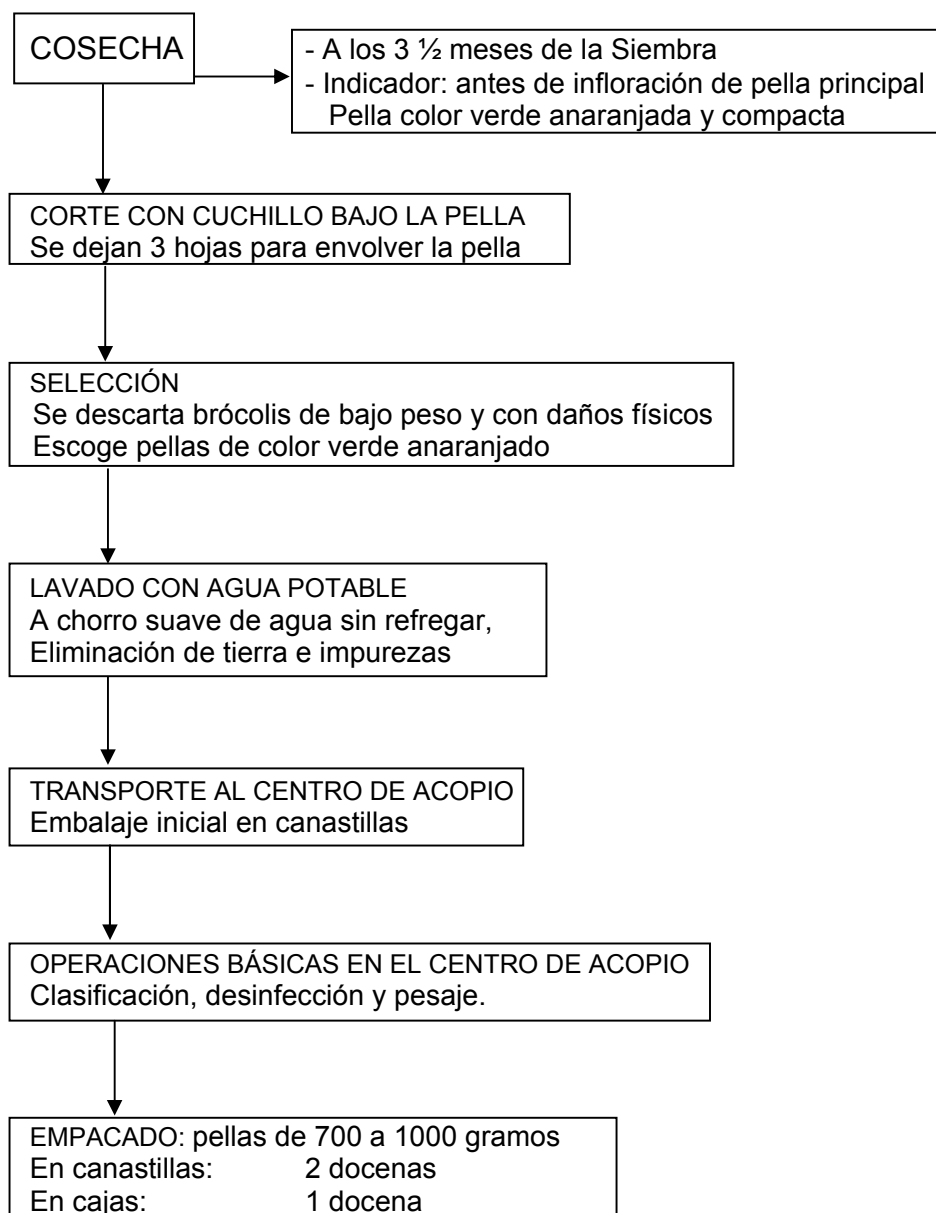 COSECHA
- A los 3 ½ meses de la Siembra
- Indicador: antes de infloración de pella principal
Pella color verde anaranjada y compacta
CORTE CON CUCHILLO BAJO LA PELLA
Se dejan 3 hojas para envolver la pella
SELECCIÓN
Se descarta brócolis de bajo peso y con daños físicos
Escoge pellas de color verde anaranjado
LAVADO CON AGUA POTABLE
A chorro suave de agua sin refregar,
Eliminación de tierra e impurezas
TRANSPORTE AL CENTRO DE ACOPIO
Embalaje inicial en canastillas
OPERACIONES BÁSICAS EN EL CENTRO DE ACOPIO
Clasificación, desinfección y pesaje.
EMPACADO: pellas de 700 a 1000 gramos
En canastillas: 2 docenas
En cajas: 1 docena